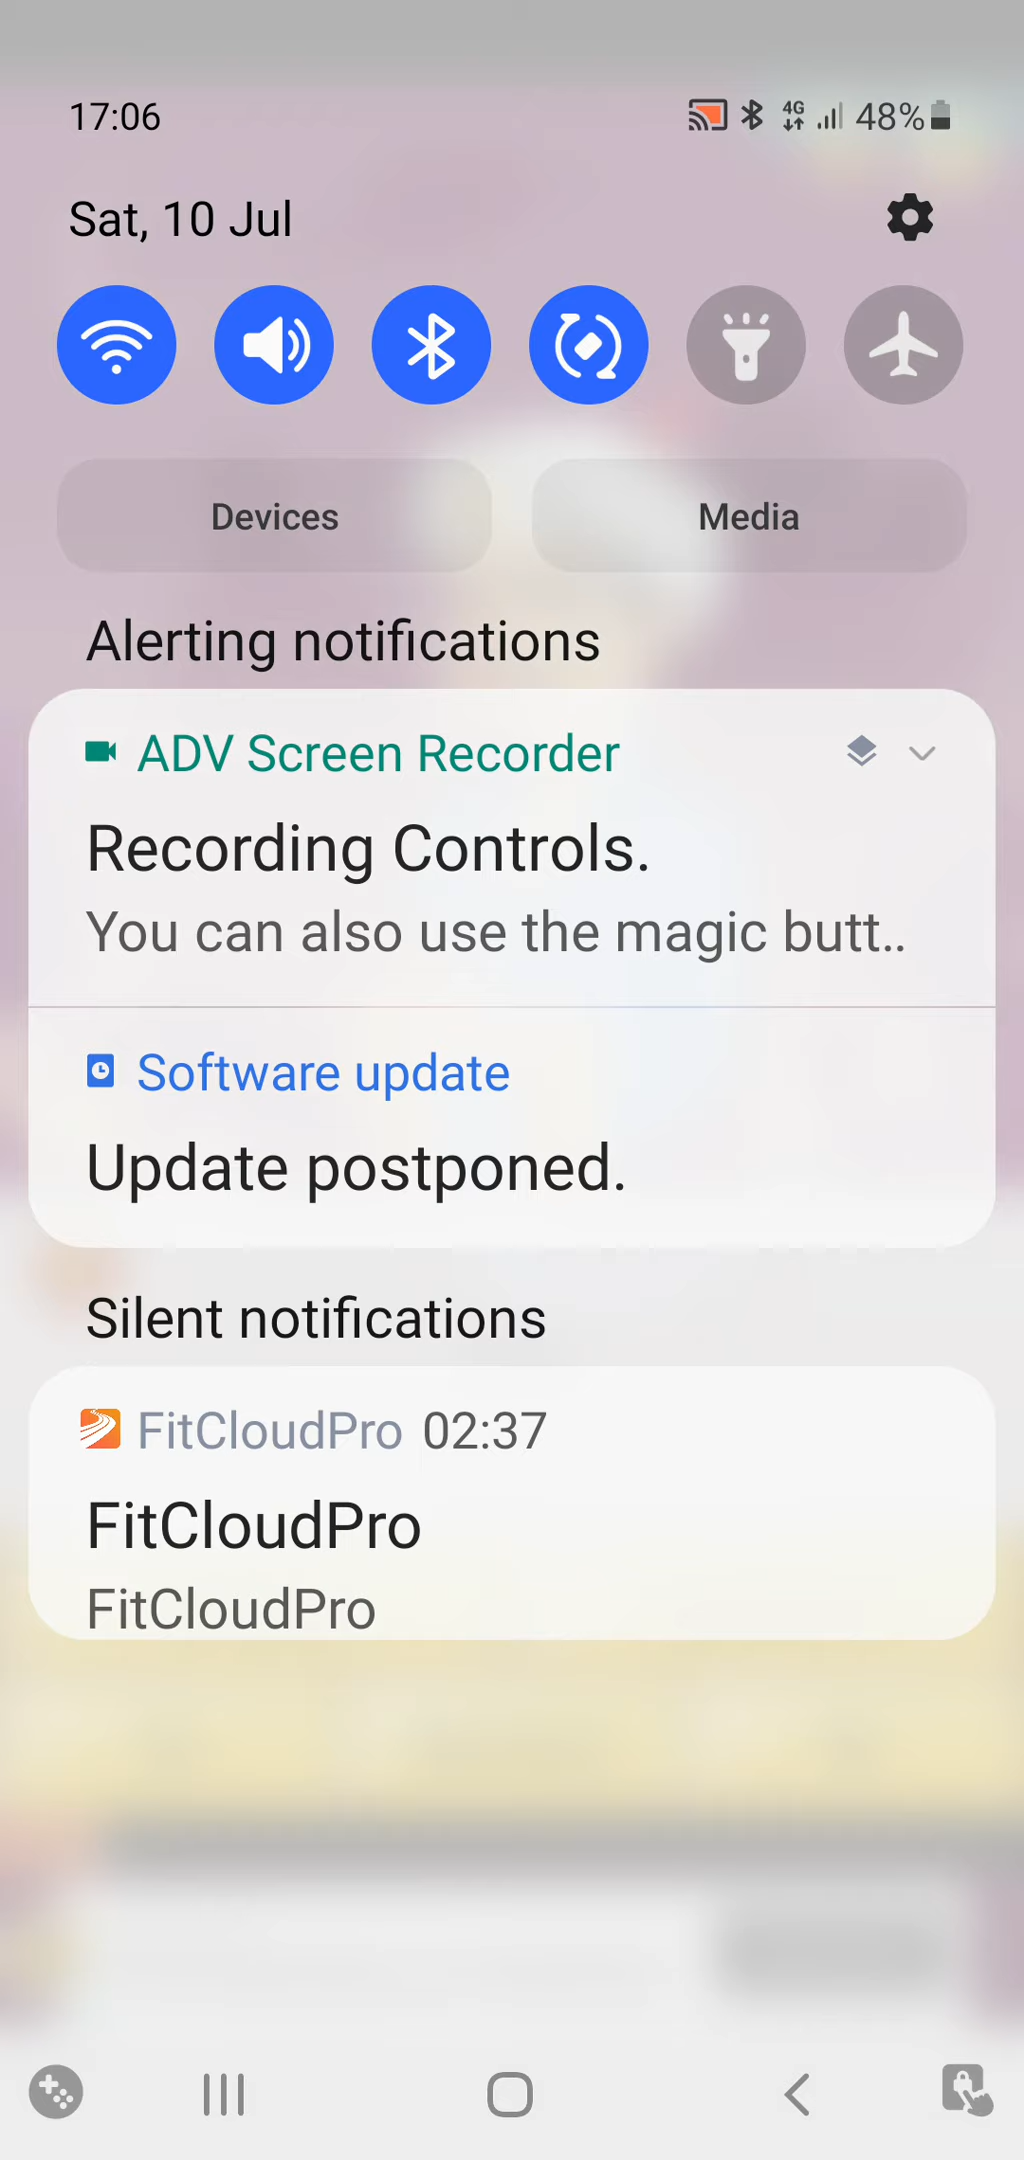 17:06
4G 48%
Sat, 10 Jul
Devices Media
Alerting notifications
ADV Screen Recorder
Recording Controls.
You can also use the magic butt..
Software update
Update postponed.
Silent notifications
FitCloudPro 02:37
FitCloudPro
FitCloudPro